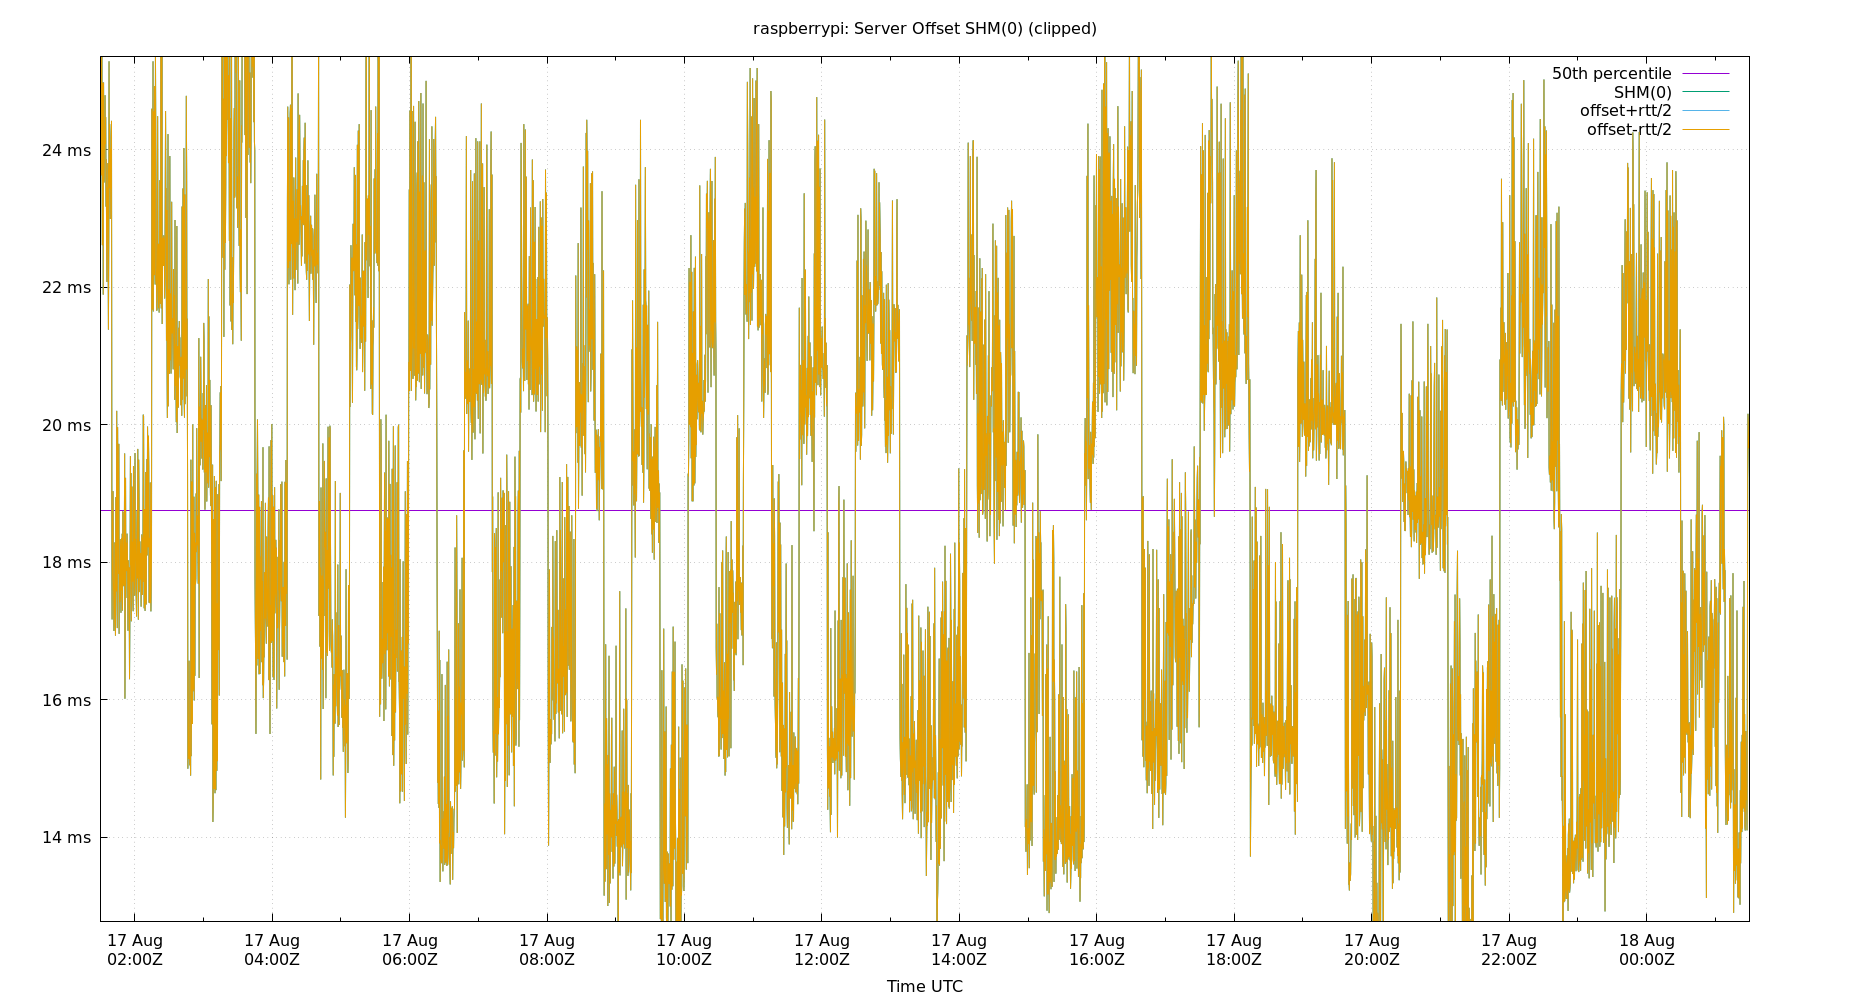 raspberrypi: Server Offset SHM(0) (clipped)
50th percentile
SHM(0)
offset+rtt/2
offset-rtt/2
24 ms
22 ms
20 ms
18 ms
16 ms
14 ms
17 Aug 17 Aug 17 Aug 17 Aug 17 Aug 17 Aug 17 Aug 17 Aug 17 Aug 17 Aug 17 Aug 18 Aug
02:00Z 04:00Z 06:00Z 08:00Z 10:00Z 12:00Z 14:00Z 16:00Z 18:00Z 20:00Z 22:00Z 00:00Z
Time UTC